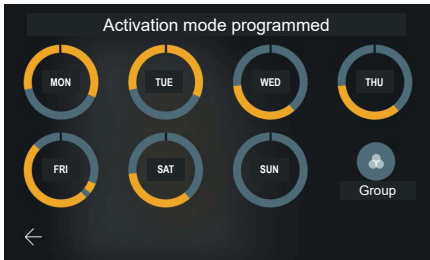 Activation mode programmed
MON
TUE
WED
THU
FRI
SAT
SUN
Group